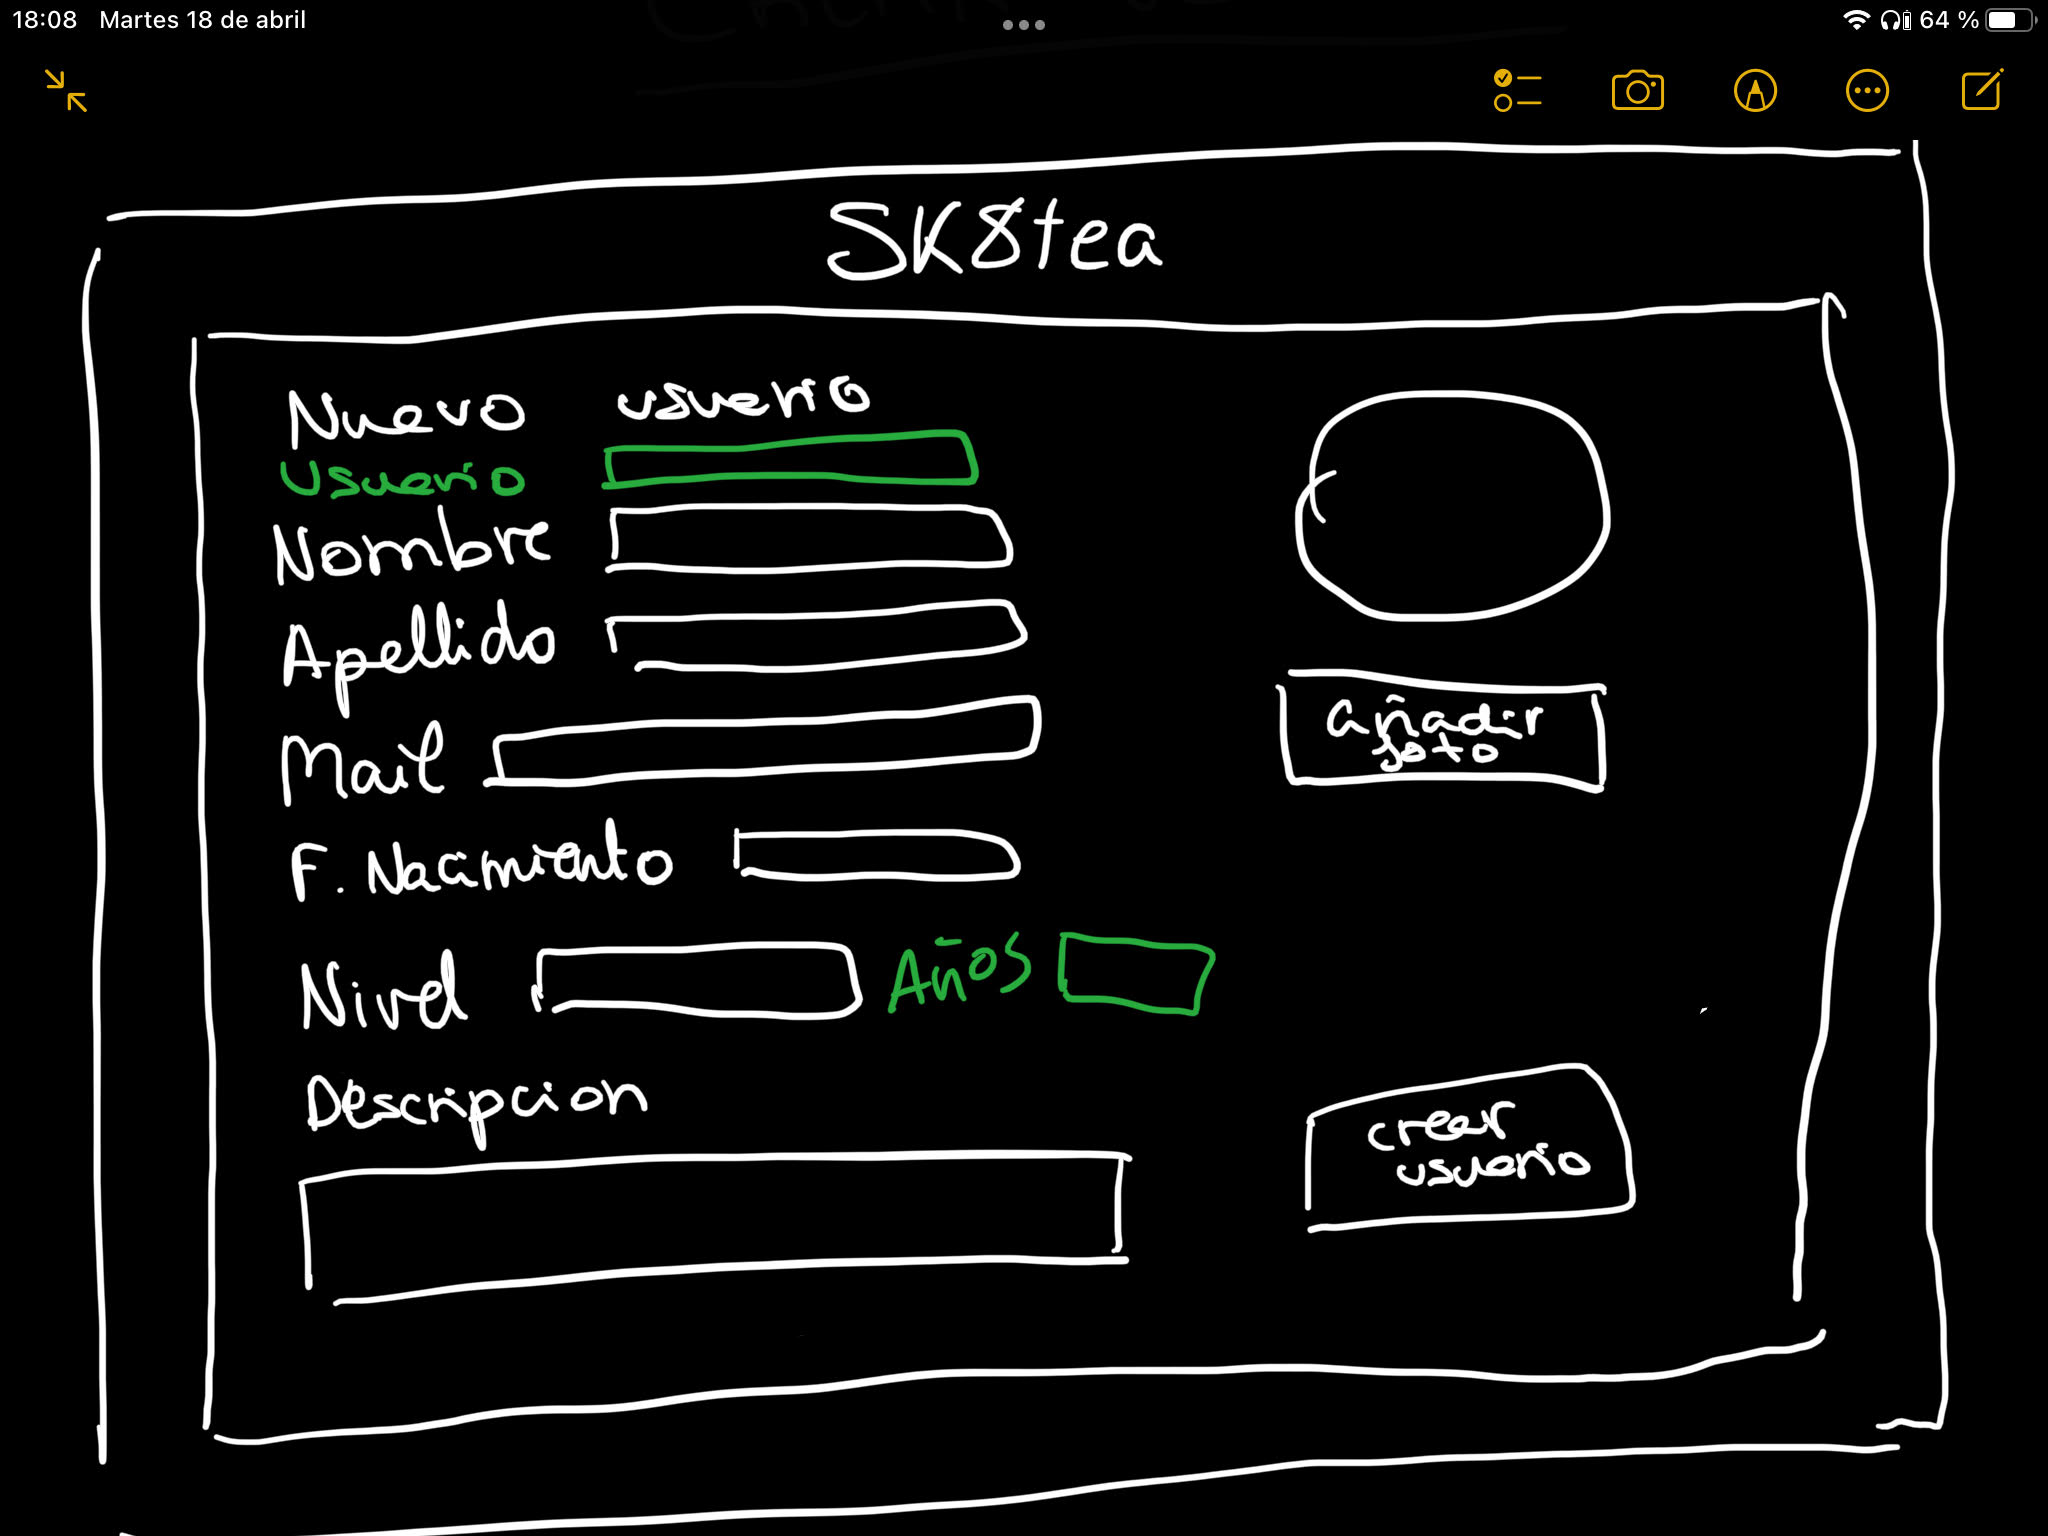 18:08 Martes 18 de abril 64 %
SK8tea
Nuevo usuario
Usuario
Nombre
Apellido
Mail
añadir
foto
F. Nacimiento
Nivel Años
Descripcion
crear
usuario